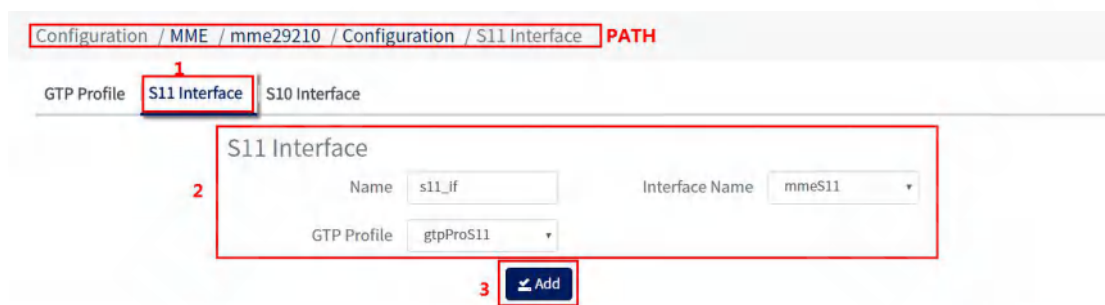 Configuration / MME / mme29210 / Configuration / S11 Interface PATH
1
GTP Profile S11 Interface S10 Interface
S11 Interface
2 Name s11_if Interface Name mmeS11
GTP Profile gtpProS11
3 Add